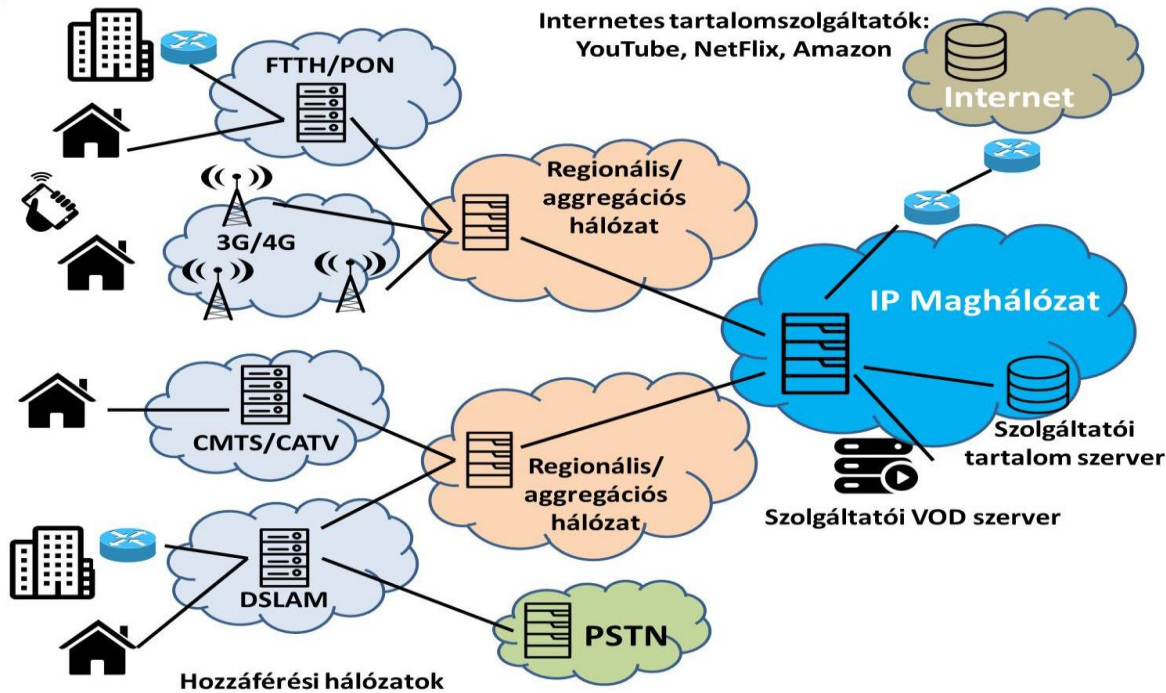 Internetes tartalomszolgáltatók:
YouTube, NetFlix, Amazon
Internet
FTTH/PON
3G/4G
Regionális/
aggregációs
hálózat
IP Maghálózat
CMTS/CATV
Regionális/
aggregációs
hálózat
Szolgáltatói
tartalom szerver
Szolgáltatói VOD szerver
DSLAM
PSTN
Hozzáférési hálózatok